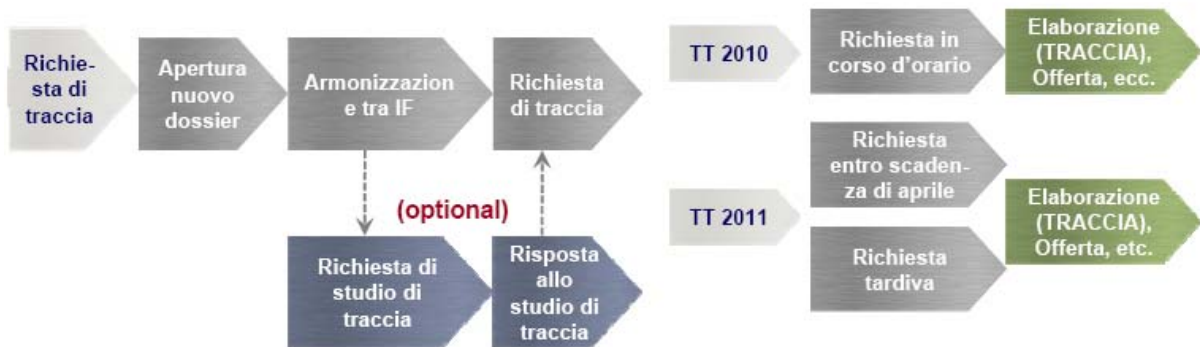 Richie-
sta di
traccia
Apertura
nuovo
dossier
Armonizzazion
e tra IF
Richiesta
di traccia
(optional)
Richiesta di
studio di
traccia
Risposta
allo
studio di
traccia
TT 2010
Richiesta in
corso d'orario
Elaborazione
(TRACCIA),
Offerta, ecc.
TT 2011
Richiesta
entro scaden-
za di aprile
Richiesta
tardiva
Elaborazione
(TRACCIA),
Offerta, etc.